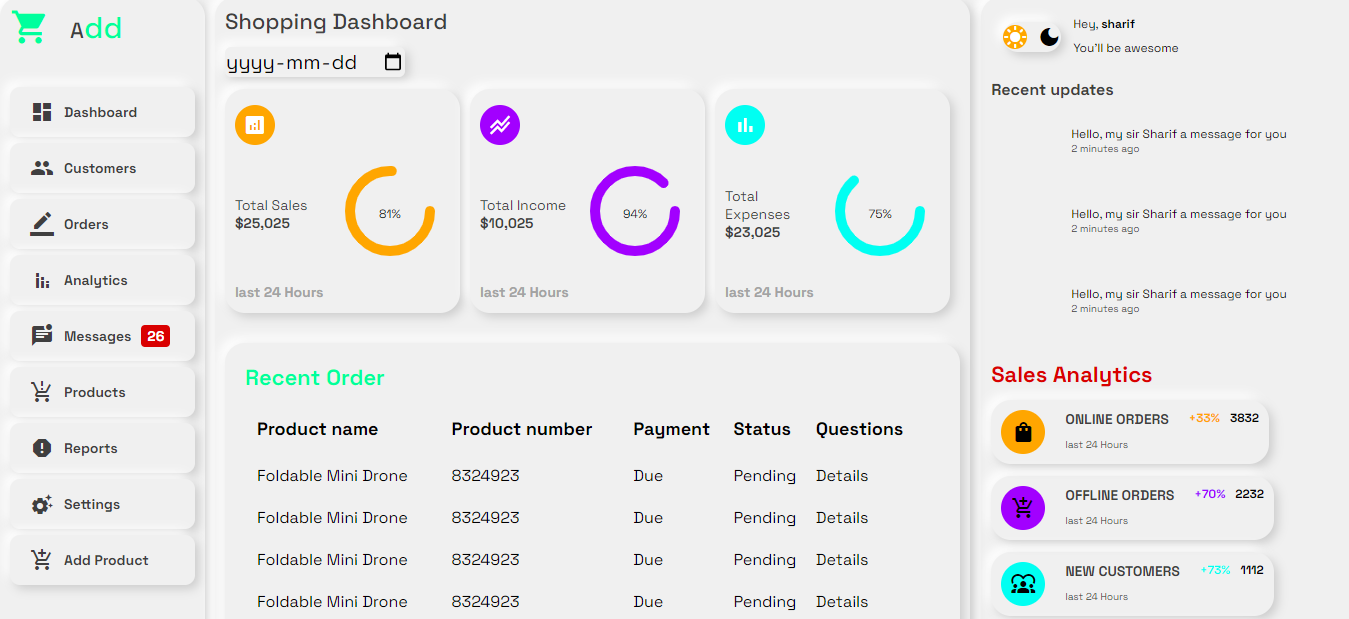 Add
Dashboard
Customers
Orders
Analytics
Messages 26
Products
Reports
Settings
Add Product
Shopping Dashboard
yyyy-mm-dd
Total Sales
$25,025
81%
last 24 Hours
Total Income
$10,025
94%
last 24 Hours
Total
Expenses
$23,025
75%
last 24 Hours
Recent Order
Product name Product number Payment Status Questions
Foldable Mini Drone 8324923 Due Pending Details
Foldable Mini Drone 8324923 Due Pending Details
Foldable Mini Drone 8324923 Due Pending Details
Foldable Mini Drone 8324923 Due Pending Details
Hey, sharif
You'll be awesome
Recent updates
Hello, my sir Sharif a message for you
2 minutes ago
Hello, my sir Sharif a message for you
2 minutes ago
Hello, my sir Sharif a message for you
2 minutes ago
Sales Analytics
ONLINE ORDERS +33% 3832
last 24 Hours
OFFLINE ORDERS +70% 2232
last 24 Hours
NEW CUSTOMERS +73% 1112
last 24 Hours